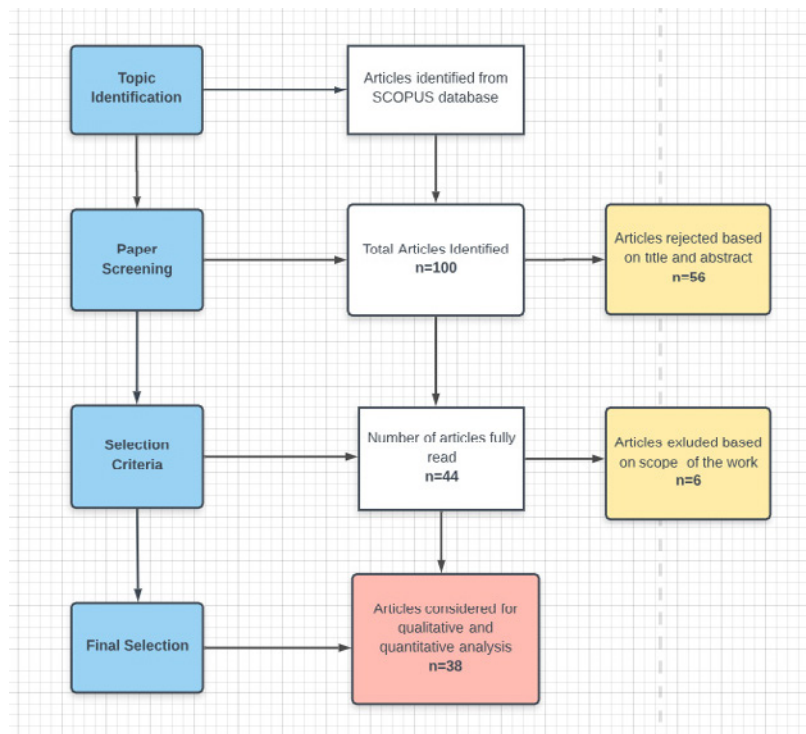 Topic
Identification
Articles identified from
SCOPUS database
Paper
Screening
Total Articles Identified
n=100
Articles rejected based
on title and abstract
n=56
Selection
Criteria
Number of articles fully
read
n=44
Articles exluded based
on scope of the work
n=6
Final Selection
Articles considered for
qualitative and
quantitative analysis
n=38